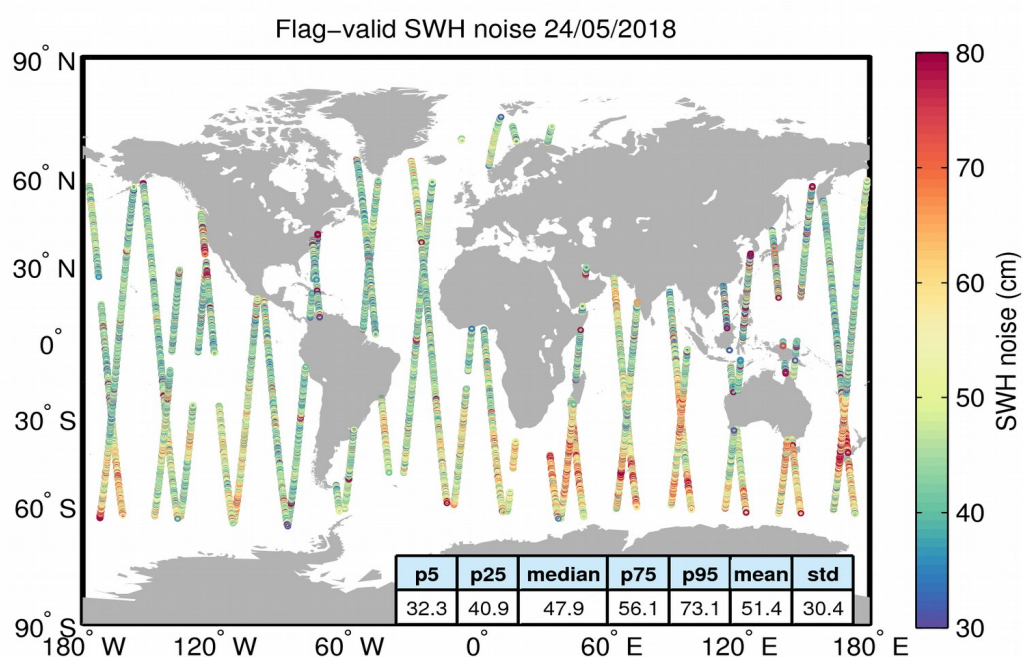 Flag−valid SWH noise 24/05/2018
90° N
60° N
30° N
0°
30° S
60° S
90° S
180° W
120° W
60° W
0°
60° E
120° E
180° E
80
70
60
50
40
30
SWH noise (cm)
p5 p25 median p75 p95 mean std
32.3 40.9 47.9 56.1 73.1 51.4 30.4